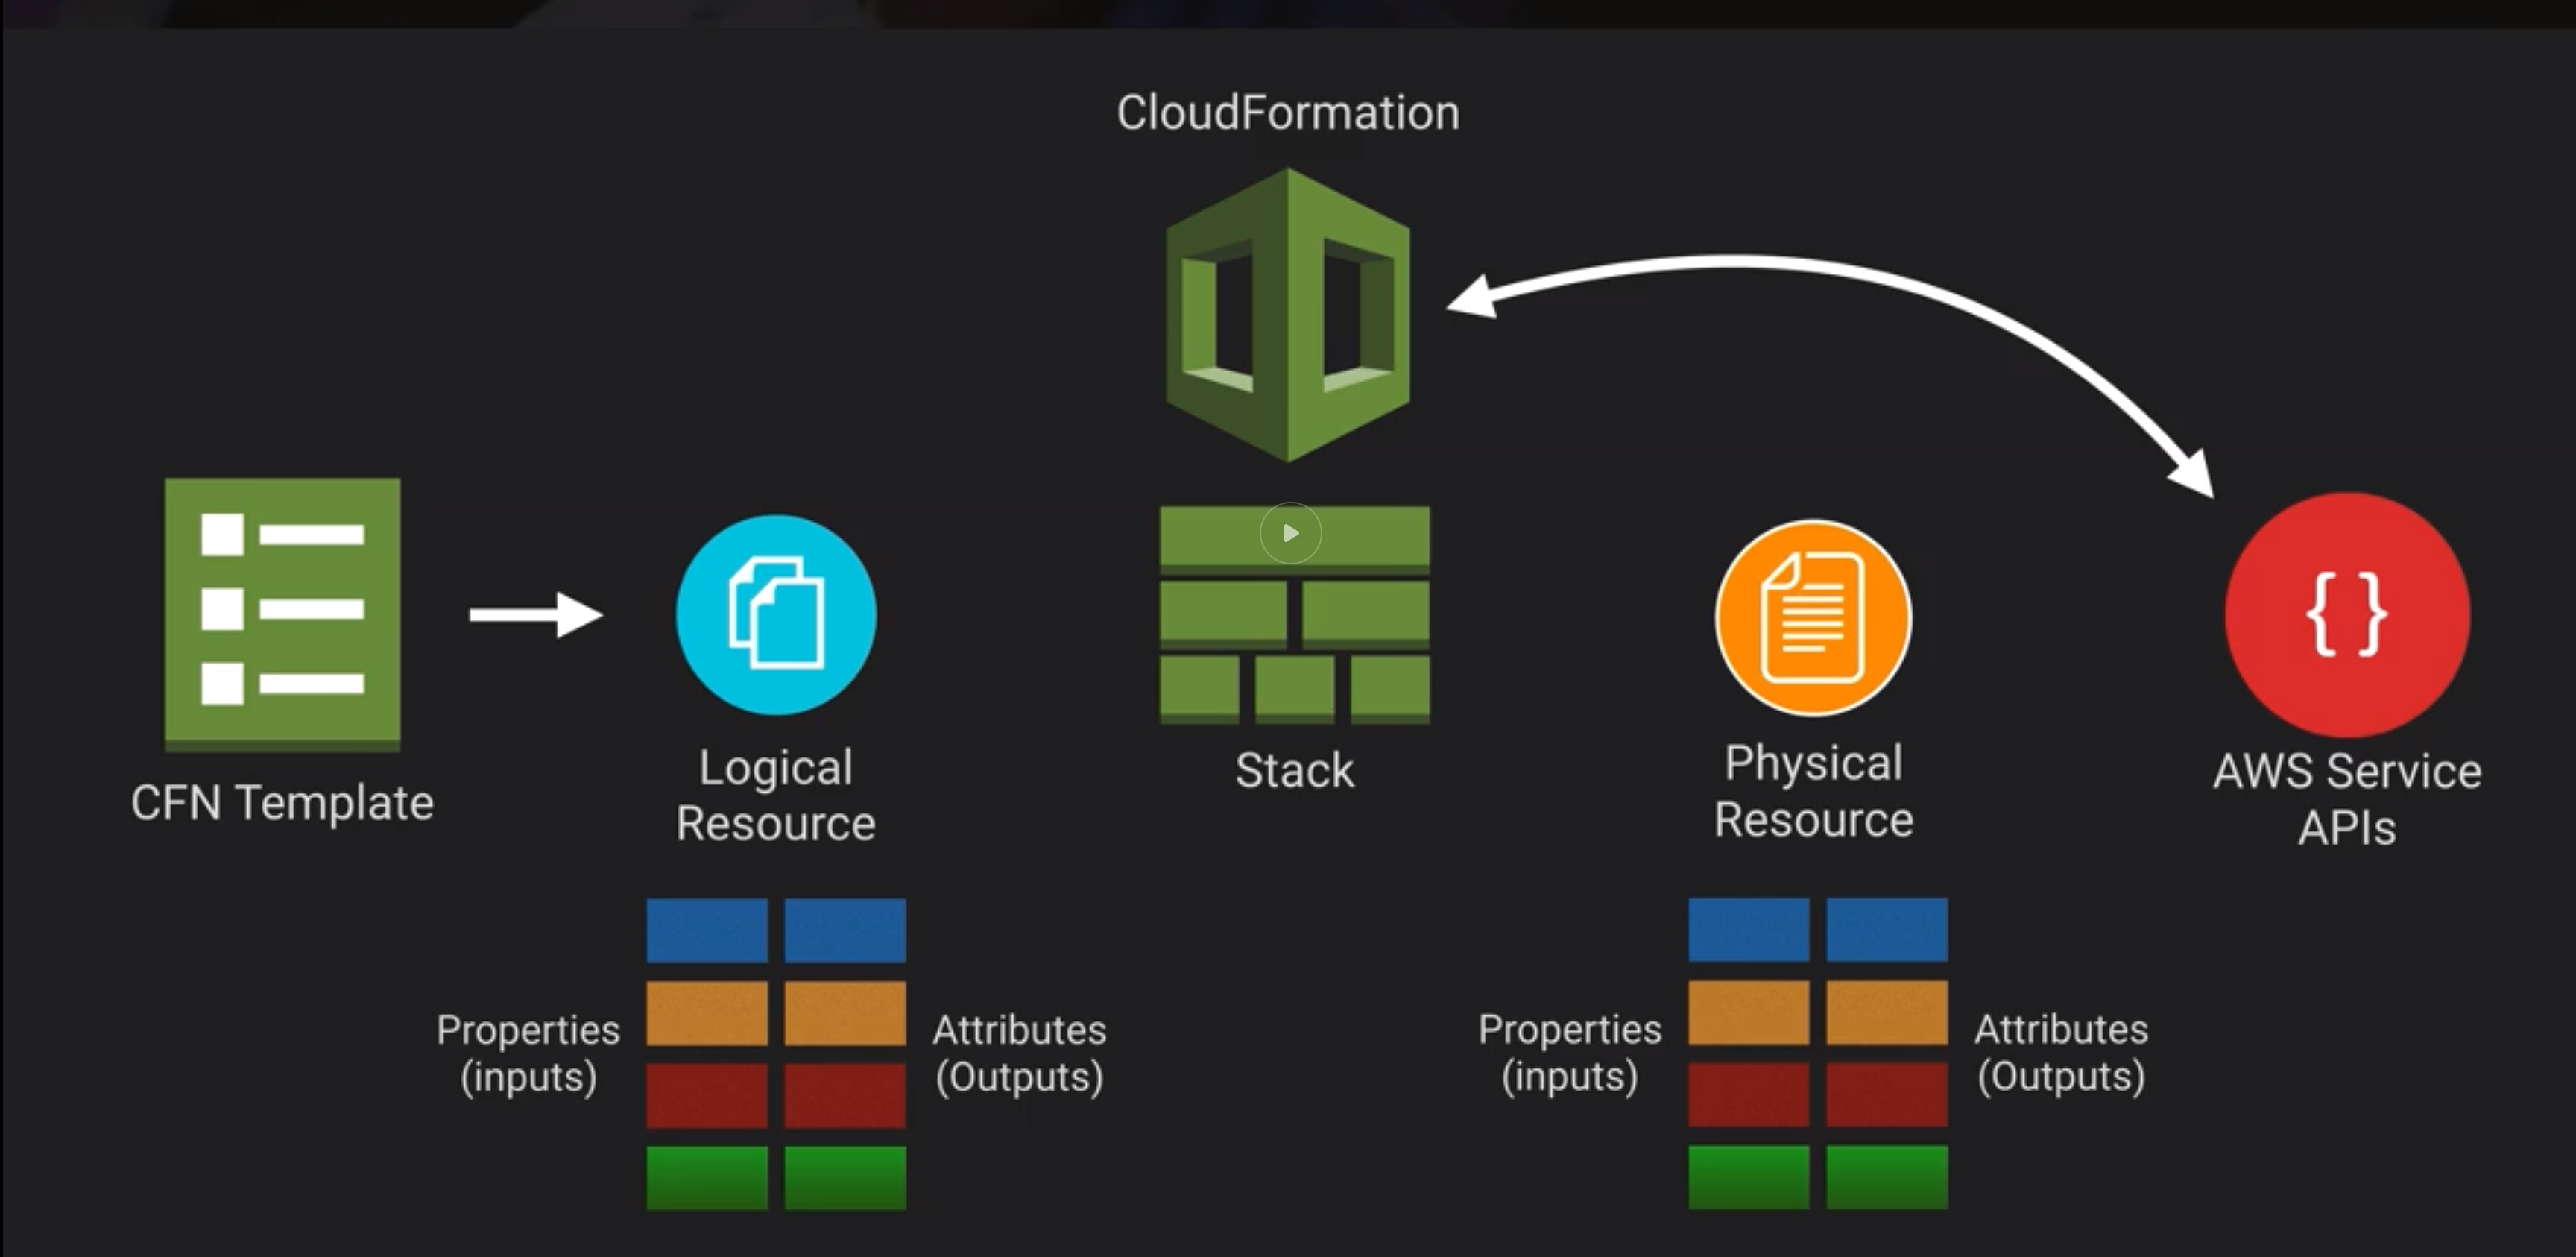 CloudFormation
{ }
CFN Template
Logical
Resource
Stack
Physical
Resource
AWS Service
APIs
Properties
(inputs)
Attributes
(Outputs)
Properties
(inputs)
Attributes
(Outputs)